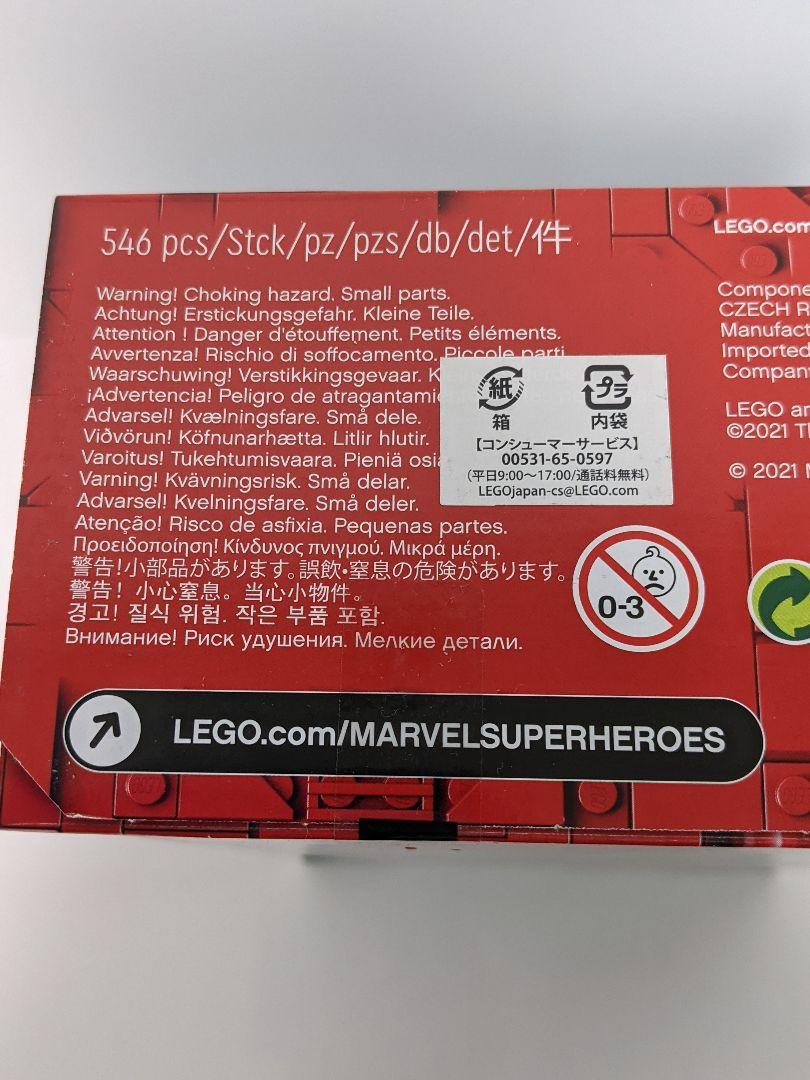 546 pcs/Stck/pz/pzs/db/det/件
Warning! Choking hazard. Small parts.
Achtung! Erstickungsgefahr. Kleine Teile.
Attention ! Danger d'étouffement. Petits éléments.
Avvertenza! Rischio di soffocamento. Piccole parti
Waarschuwing! Verstikkingsgevaar.
¡Advertencia! Peligro de
Advarsel! Kvælningsfare. Små dele.
Viðvörun! Köfnunarhætta. Litlir hlutir.
Varoitus! Tukehtumisvaara. Pieniä
Varning! Kvävningsrisk. Små delar.
Advarsel! Kvelningsfare. Små deler.
Atenção! Risco de asfixia. Pequenas partes.
Προειδοποίηση! Κίνδυνος πνιγμού. Μικρά μέρη.
警告!小部品があります。誤飲・窒息の危険があります。
警告! 小心窒息。当心小物件。
경고! 질식 위험. 작은 부품 포함.
Внимание! Риск удушения. Мелкие детали.
紙
箱
プラ
内袋
【コンシューマーサービス】
00531-65-0597
(平日9:00～17:00/通話料無料)
LEGOjapan-cs@LEGO.com
0-3
LEGO.com/MARVELSUPERHEROES
LEGO.com
CZECH
Imported
LEGO
©2021
© 2021